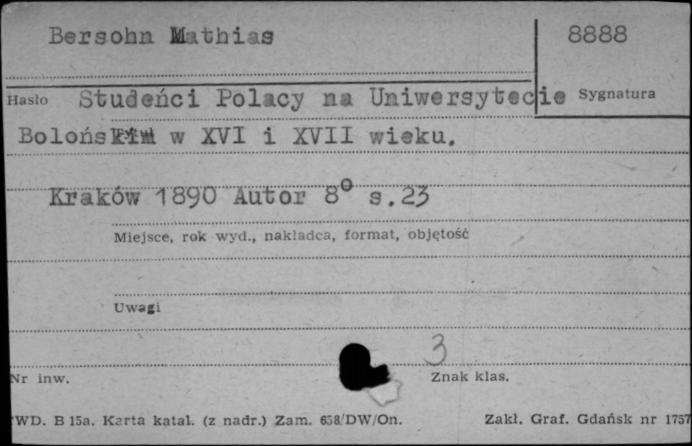 Bersohn Mathias 8888
Hasło Studeńci Polacy na Uniwersytecie Sygnatura
Bolońskim w XVI i XVII wieku.
Kraków 1890 Autor 8° s.23
Miejsce, rok wyd., nakładca, format, objętość
Uwagi
3
Nr inw. Znak klas.
WD. B 15a. Karta katal. (z nadr.) Zam. 658/DW/On. Zakł. Graf. Gdańsk nr 1757